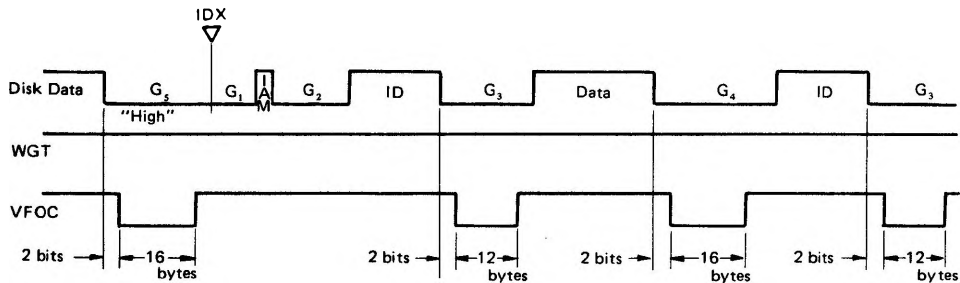 IDX
Disk Data G5 G1 IAM G2 ID G3 Data G4 ID G3
"High"
WGT
VFOC
2 bits 16 bytes 2 bits 12 bytes 2 bits 16 bytes 2 bits 12 bytes